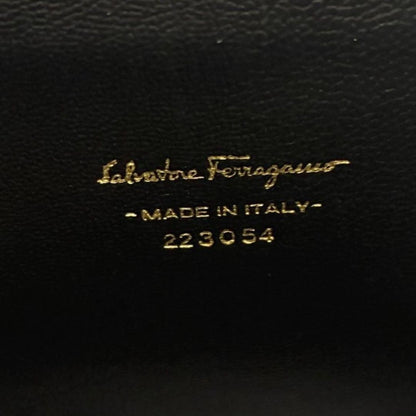 Salvatore Ferragamo
-MADE IN ITALY-
223054